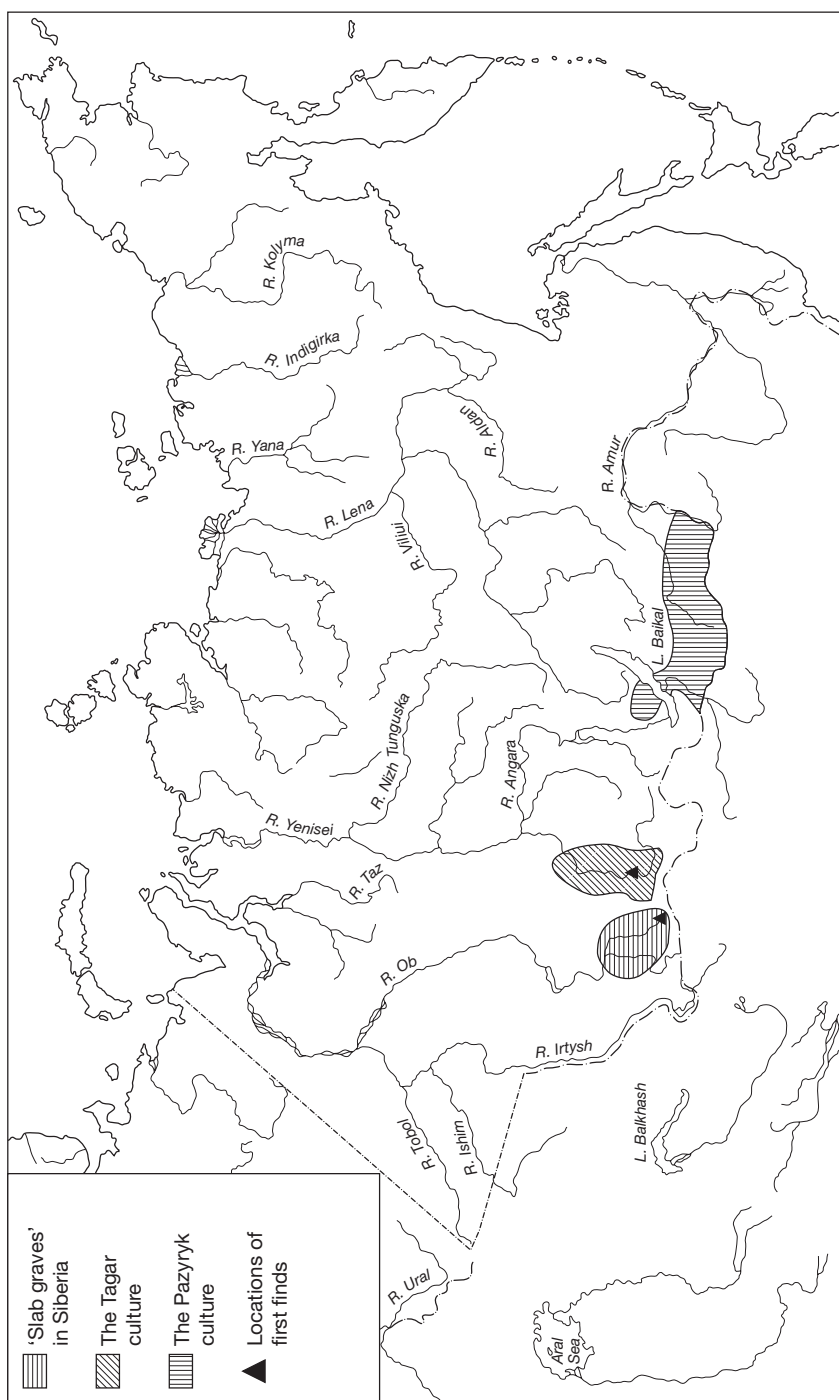 'Slab graves'
in Siberia
The Tagar
culture
The Pazyryk
culture
Locations of
first finds
R. Ural
Aral
Sea
R. Tobol
R. Ishim
L. Balkhash
R. Irtysh
R. Ob
R. Taz
R. Yenisei
R. Nizh Tunguska
R. Angara
L. Baikal
R. Lena
R. Viliui
R. Yana
R. Aldan
R. Amur
R. Indigirka
R. Kolyma